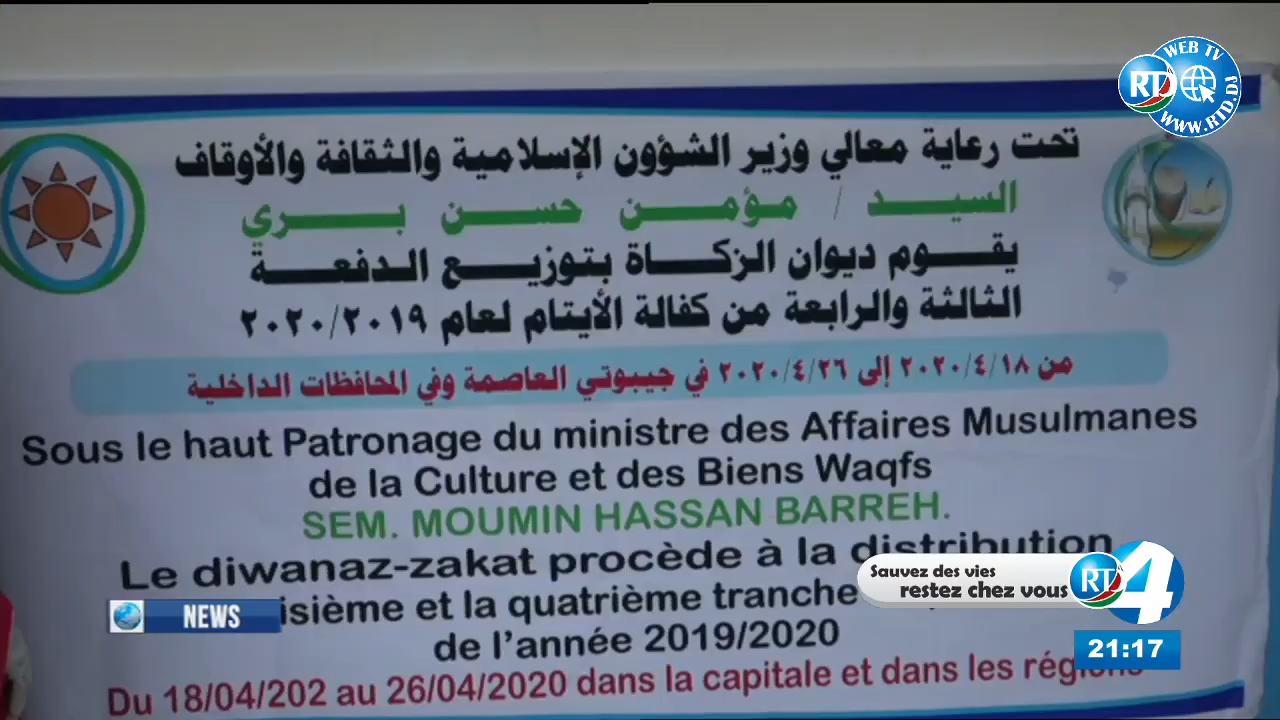 WEB TV
RTD
WWW.RTD.DJ
تحت رعاية معالي وزير الشؤون الإسلامية والثقافة والأوقاف
السيد / مؤمن حسن بري
يقوم ديوان الزكاة بتوزيع الدفعة
الثالثة والرابعة من كفالة الأيتام لعام ٢٠٢٠/٢٠١٩
من ٢٠٢٠/٤/١٨ إلى ٢٠٢٠/٤/٢٦ في جيبوتي العاصمة وفي المحافظات الداخلية
Sous le haut Patronage du ministre des Affaires Musulmanes
de la Culture et des Biens Waqfs
SEM. MOUMIN HASSAN BARREH.
Le diwanaz-zakat procède à la distribution
isième et la quatrième tranche
de l'année 2019/2020
Du 18/04/202 au 26/04/2020 dans la capitale et dans les régions
Sauvez des vies
restez chez vous
RTD
4
NEWS
21:17